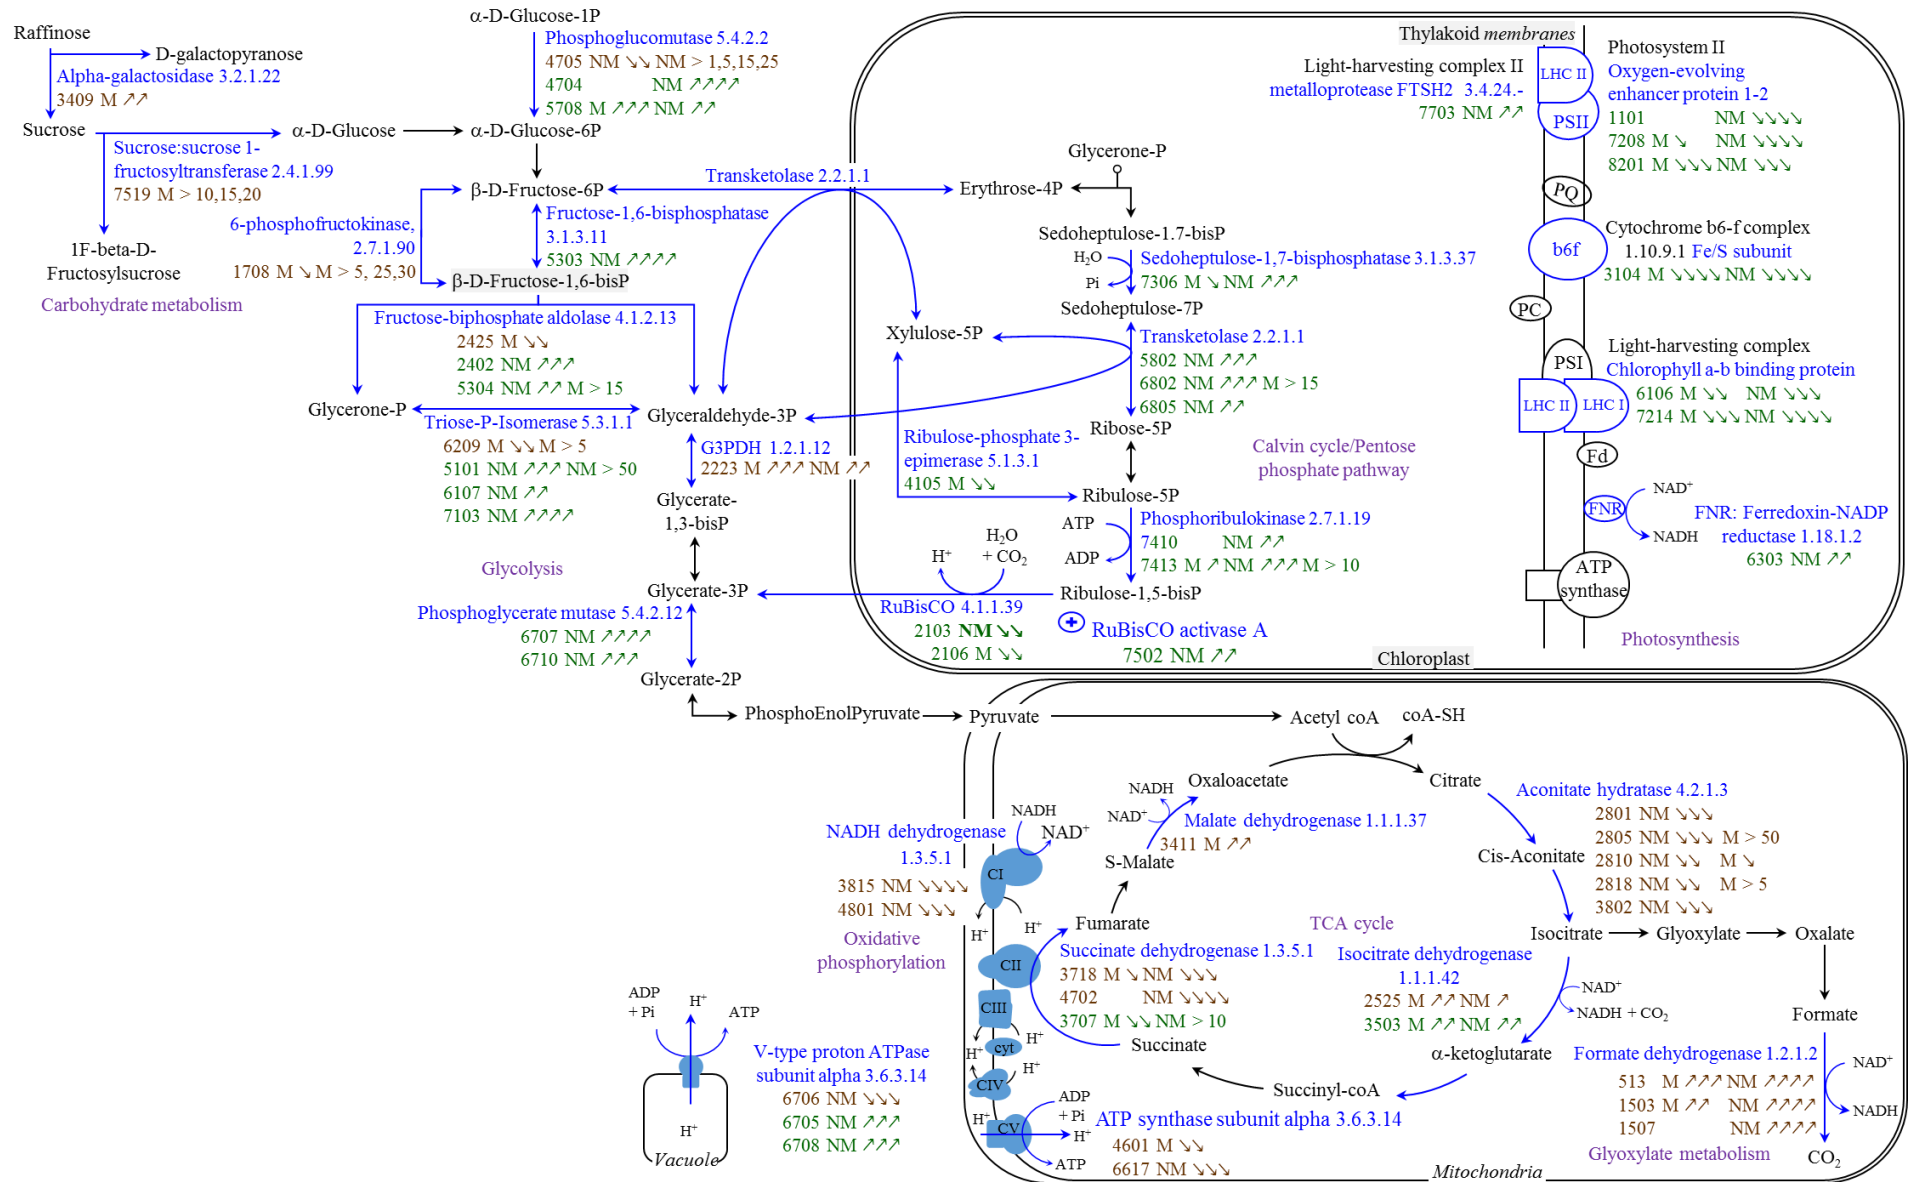 Raffinose
D-galactopyranose
Alpha-galactosidase 3.2.1.22
3409 M ↗↗
Sucrose
α-D-Glucose
Sucrose:sucrose 1-
fructosyltransferase 2.4.1.99
7519 M > 10,15,20
1F-beta-D-
Fructosylsucrose
Carbohydrate metabolism
α-D-Glucose-1P
Phosphoglucomutase 5.4.2.2
4705 NM ↘↘ NM > 1,5,15,25
4704 NM ↗↗↗↗
5708 M ↗↗↗ NM ↗↗
α-D-Glucose-6P
β-D-Fructose-6P
6-phosphofructokinase,
2.7.1.90
1708 M ↘ M > 5, 25,30
Fructose-1,6-bisphosphatase
3.1.3.11
5303 NM ↗↗↗↗
β-D-Fructose-1,6-bisP
Fructose-biphosphate aldolase 4.1.2.13
2425 M ↘↘
2402 NM ↗↗↗
5304 NM ↗↗ M > 15
Glycerone-P
Glyceraldehyde-3P
Triose-P-Isomerase 5.3.1.1
6209 M ↘↘ M > 5
5101 NM ↗↗↗ NM > 50
6107 NM ↗↗
7103 NM ↗↗↗↗
G3PDH 1.2.1.12
2223 M ↗↗↗ NM ↗↗
Glycerate-
1,3-bisP
Glycolysis
Glycerate-3P
Phosphoglycerate mutase 5.4.2.12
6707 NM ↗↗↗↗
6710 NM ↗↗↗
Glycerate-2P
PhosphoEnolPyruvate
Transketolase 2.2.1.1
Erythrose-4P
Glycerone-P
Sedoheptulose-1.7-bisP
H2O
Pi
Sedoheptulose-1,7-bisphosphatase 3.1.3.37
7306 M ↘ NM ↗↗↗
Sedoheptulose-7P
Xylulose-5P
Transketolase 2.2.1.1
5802 NM ↗↗↗
6802 NM ↗↗↗ M > 15
6805 NM ↗↗
Ribose-5P
Ribulose-phosphate 3-
epimerase 5.1.3.1
4105 M ↘↘
Calvin cycle/Pentose
phosphate pathway
Ribulose-5P
ATP
ADP
Phosphoribulokinase 2.7.1.19
7410 NM ↗↗
7413 M ↗ NM ↗↗↗ M > 10
H+
H2O
+ CO2
Ribulose-1,5-bisP
RuBisCO 4.1.1.39
2103 NM ↘↘
2106 M ↘↘
+
RuBisCO activase A
7502 NM ↗↗
Chloroplast
Thylakoid membranes
Light-harvesting complex II
metalloprotease FTSH2 3.4.24.-
7703 NM ↗↗
LHC II
PSII
Photosystem II
Oxygen-evolving
enhancer protein 1-2
1101 NM ↘↘↘↘
7208 M ↘ NM ↘↘↘↘
8201 M ↘↘↘ NM ↘↘↘
PQ
b6f
Cytochrome b6-f complex
1.10.9.1 Fe/S subunit
3104 M ↘↘↘↘ NM ↘↘↘↘
PC
PSI
LHC II
LHC I
Light-harvesting complex
Chlorophyll a-b binding protein
6106 M ↘↘ NM ↘↘↘
7214 M ↘↘↘ NM ↘↘↘↘
Fd
FNR
NAD+
NADH
FNR: Ferredoxin-NADP
reductase 1.18.1.2
6303 NM ↗↗
ATP
synthase
Photosynthesis
Pyruvate
Acetyl coA
coA-SH
Oxaloacetate
Citrate
NADH
NAD+
Malate dehydrogenase 1.1.1.37
3411 M ↗↗
S-Malate
Aconitate hydratase 4.2.1.3
2801 NM ↘↘↘
2805 NM ↘↘↘ M > 50
2810 NM ↘↘ M ↘
2818 NM ↘↘ M > 5
3802 NM ↘↘↘
Cis-Aconitate
Fumarate
TCA cycle
Isocitrate
Glyoxylate
Oxalate
Succinate dehydrogenase 1.3.5.1
3718 M ↘ NM ↘↘↘
4702 NM ↘↘↘↘
3707 M ↘↘ NM > 10
Isocitrate dehydrogenase
1.1.1.42
2525 M ↗↗ NM ↗
3503 M ↗↗ NM ↗↗
NAD+
NADH + CO2
Formate
Succinate
α-ketoglutarate
Succinyl-coA
Formate dehydrogenase 1.2.1.2
513 M ↗↗↗ NM ↗↗↗↗
1503 M ↗↗ NM ↗↗↗↗
1507 NM ↗↗↗↗
NAD+
NADH
Glyoxylate metabolism
CO2
NADH dehydrogenase
1.3.5.1
3815 NM ↘↘↘↘
4801 NM ↘↘↘
Oxidative
phosphorylation
NADH
NAD+
CI
H+
H+
CII
CIII
H+
H+
cyt
CIV
H+
H+
CV
ADP
+ Pi
H+
ATP
ATP synthase subunit alpha 3.6.3.14
4601 M ↘↘
6617 NM ↘↘↘
Mitochondria
ADP
+ Pi
H+
ATP
V-type proton ATPase
subunit alpha 3.6.3.14
6706 NM ↘↘↘
6705 NM ↗↗↗
6708 NM ↗↗↗
H+
Vacuole